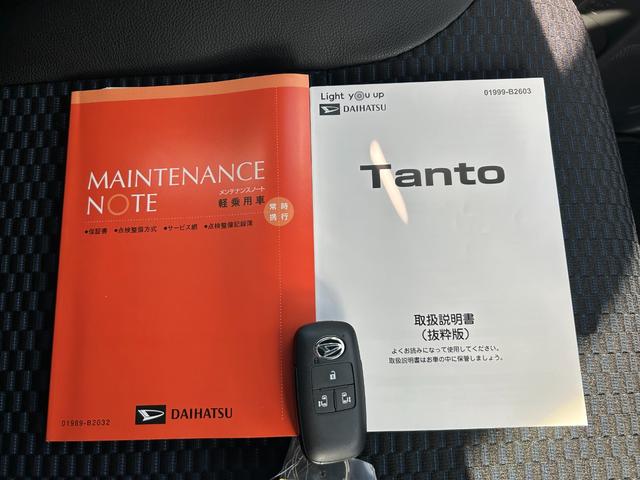 MAINTENANCE
NOTE
メンテナンスノート
軽乗用車
常時
携行
●保証書 ●点検整備方式 ●サービス網 ●点検整備記録簿
01989-B2032
DAIHATSU
Light you up
DAIHATSU
01999-B2603
Tanto
取扱説明書
(抜粋版)
よくお読みになって使用してください。
取扱説明書はお車の中に保管しましょう。